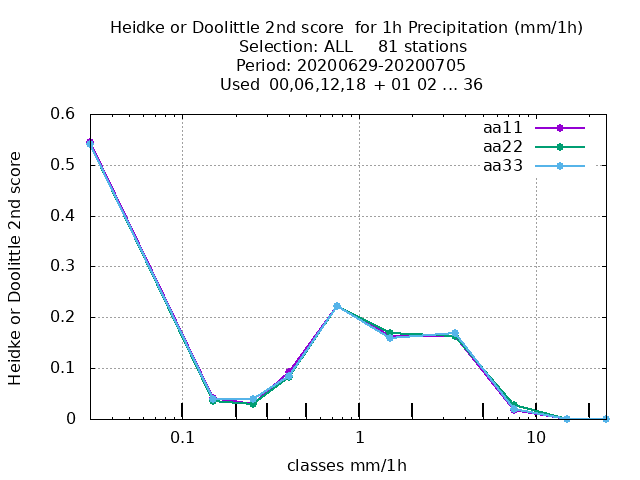 Heidke or Doolittle 2nd score  for 1h Precipitation (mm/1h)
Selection: ALL     81 stations
Period: 20200629-20200705
Used  00,06,12,18  + 01 02 ... 36
aa11
aa22
aa33
Heidke or Doolittle 2nd score
0.6
0.5
0.4
0.3
0.2
0.1
0
0.1 1 10
classes mm/1h